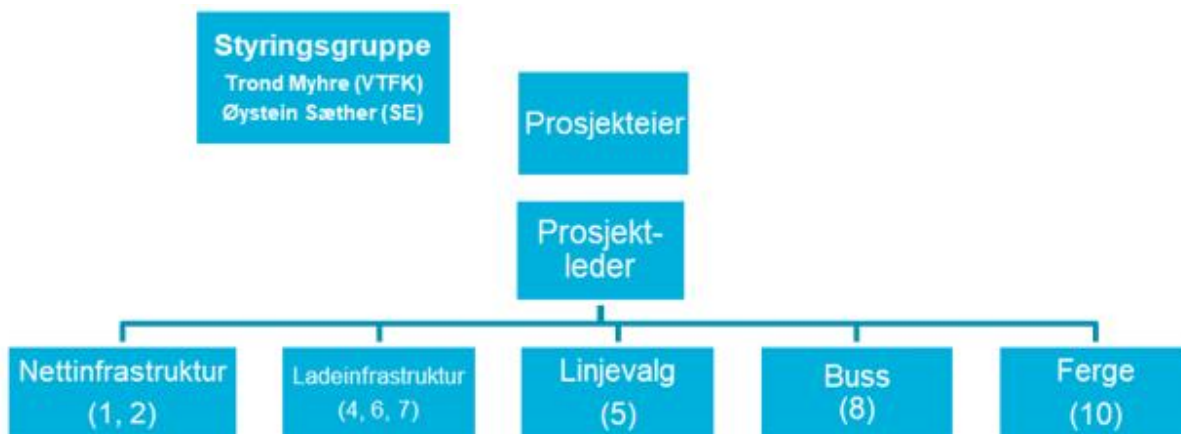 Styringsgruppe
Trond Myhre (VTFK)
Øystein Sæther (SE)
Prosjekteier
Prosjekt-
leder
Nettinfrastruktur
(1, 2)
Ladeinfrastruktur
(4, 6, 7)
Linjevalg
(5)
Buss
(8)
Ferge
(10)